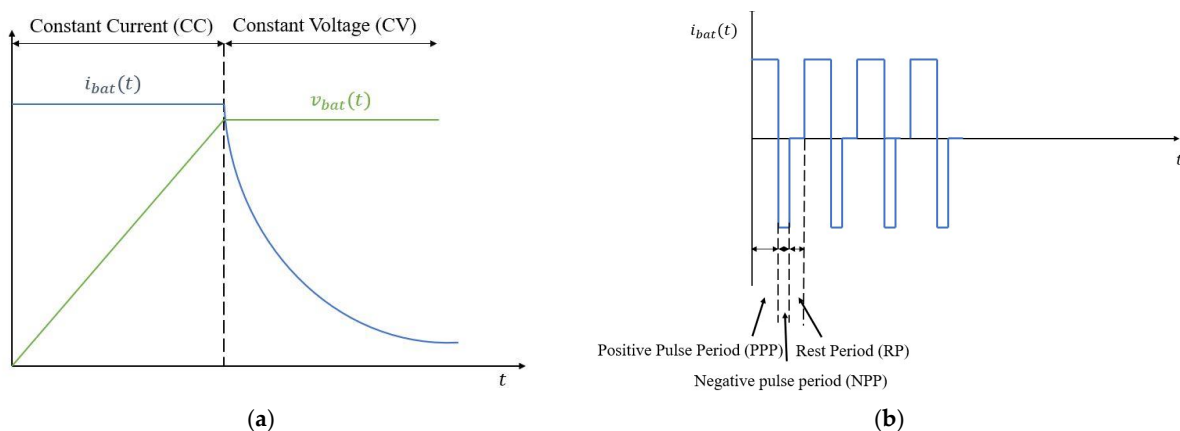 Constant Current (CC)
Constant Voltage (CV)
i_bat(t)
v_bat(t)
t
(a)
i_bat(t)
t
Positive Pulse Period (PPP)
Rest Period (RP)
Negative pulse period (NPP)
(b)